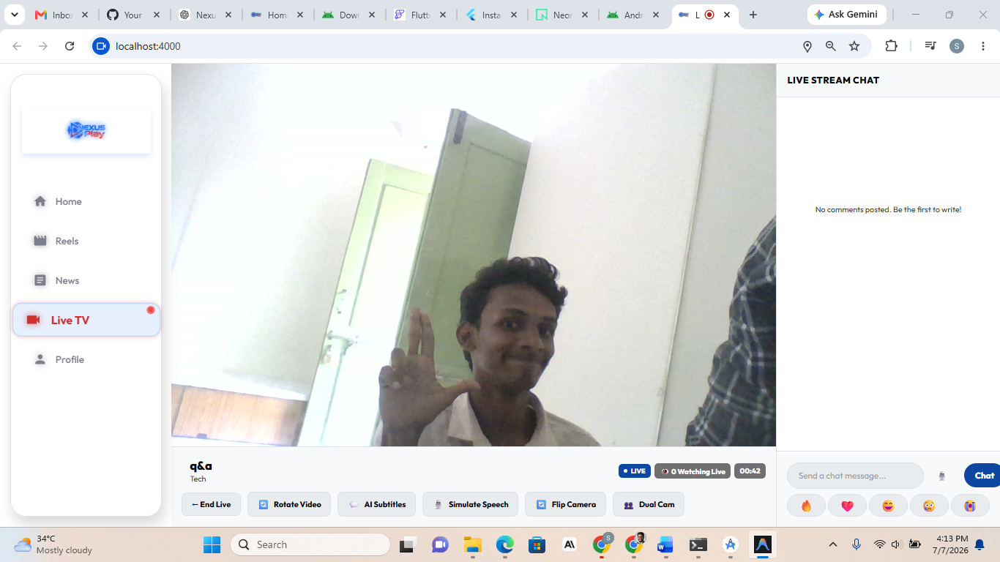 Inbo
Your
Nexu
Hom
Dow
Flutt
Insta
Neor
Andr
L
Ask Gemini
localhost:4000
S
NEXUS
Play
Home
Reels
News
Live TV
Profile
LIVE STREAM CHAT
No comments posted. Be the first to write!
q&a
Tech
LIVE
0 Watching Live
00:42
←End Live
Rotate Video
AI Subtitles
Simulate Speech
Flip Camera
Dual Cam
Send a chat message...
Chat
34°C
Mostly cloudy
Search
4:13 PM
7/7/2026